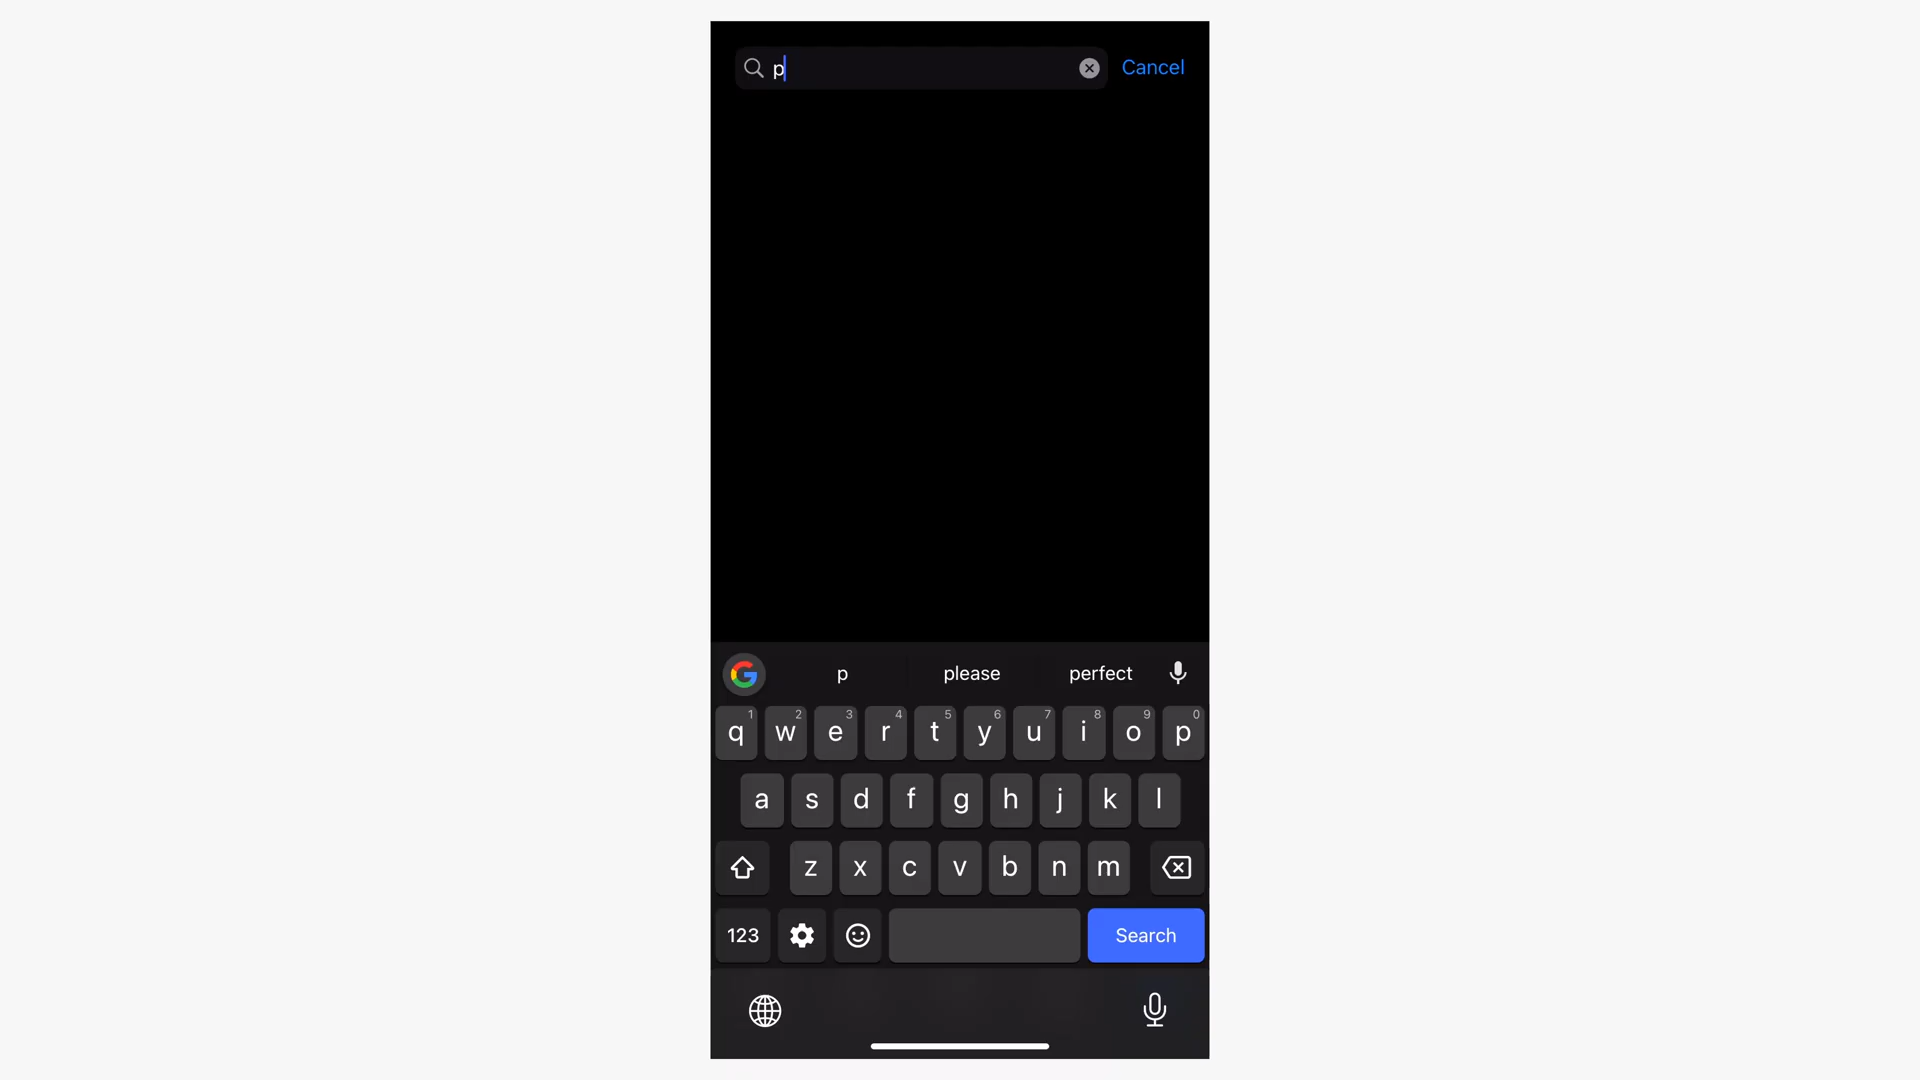 p Cancel
p please perfect
1 2 3 4 5 6 7 8 9 0
q w e r t y u i o p
a s d f g h j k l
z x c v b n m
123 Search